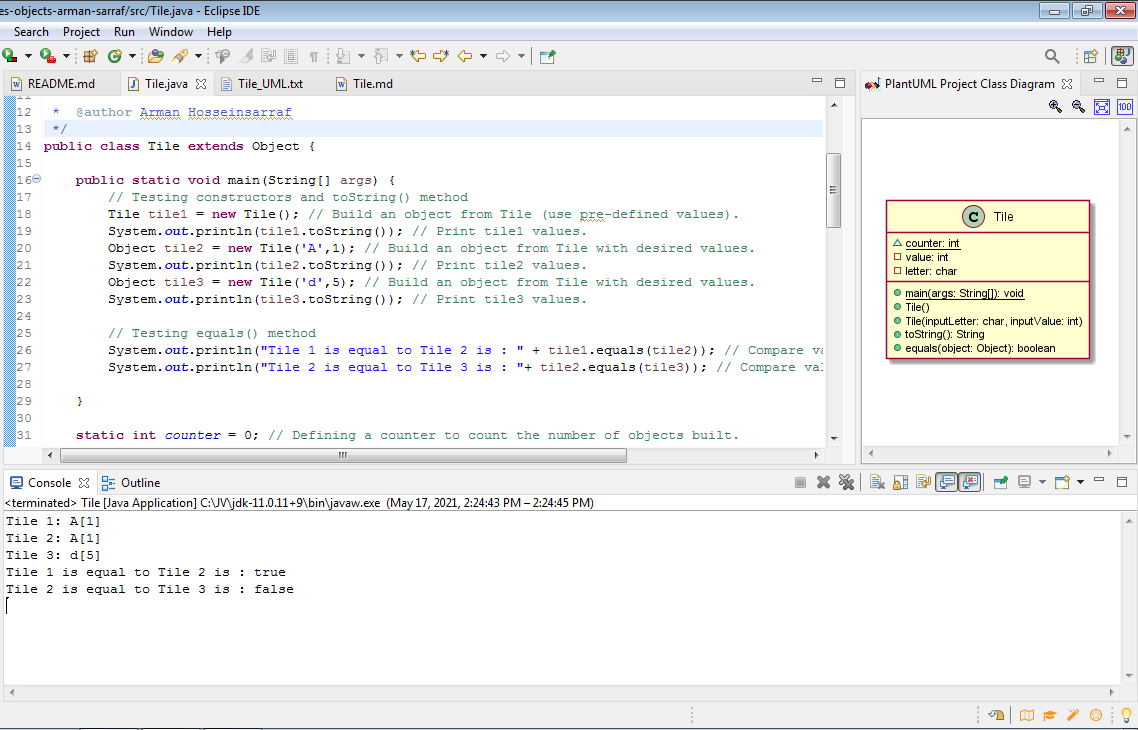 es-objects-arman-sarraf/src/Tile.java - Eclipse IDE
Search Project Run Window Help
README.md Tile.java Tile_UML.txt Tile.md
12 * @author Arman Hosseinsarraf
13 */
14 public class Tile extends Object {
15
16 public static void main(String[] args) {
17 // Testing constructors and toString() method
18 Tile tile1 = new Tile(); // Build an object from Tile (use pre-defined values).
19 System.out.println(tile1.toString()); // Print tile1 values.
20 Object tile2 = new Tile('A',1); // Build an object from Tile with desired values.
21 System.out.println(tile2.toString()); // Print tile2 values.
22 Object tile3 = new Tile('d',5); // Build an object from Tile with desired values.
23 System.out.println(tile3.toString()); // Print tile3 values.
24
25 // Testing equals() method
26 System.out.println("Tile 1 is equal to Tile 2 is : " + tile1.equals(tile2)); // Compare va
27 System.out.println("Tile 2 is equal to Tile 3 is : "+ tile2.equals(tile3)); // Compare va
28
29 }
30
31 static int counter = 0; // Defining a counter to count the number of objects built.
PlantUML Project Class Diagram
100
C Tile
counter: int
value: int
letter: char
main(args: String[]): void
Tile()
Tile(inputLetter: char, inputValue: int)
toString(): String
equals(object: Object): boolean
Console Outline
<terminated> Tile [Java Application] C:\JV\jdk-11.0.11+9\bin\javaw.exe (May 17, 2021, 2:24:43 PM – 2:24:45 PM)
Tile 1: A[1]
Tile 2: A[1]
Tile 3: d[5]
Tile 1 is equal to Tile 2 is : true
Tile 2 is equal to Tile 3 is : false